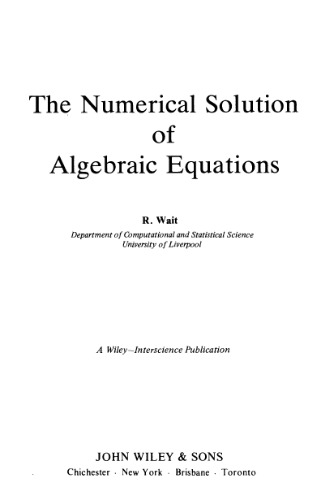 The Numerical Solution
of
Algebraic Equations
R. Wait
Department of Computational and Statistical Science
University of Liverpool
A Wiley–Interscience Publication
JOHN WILEY & SONS
Chichester · New York · Brisbane · Toronto